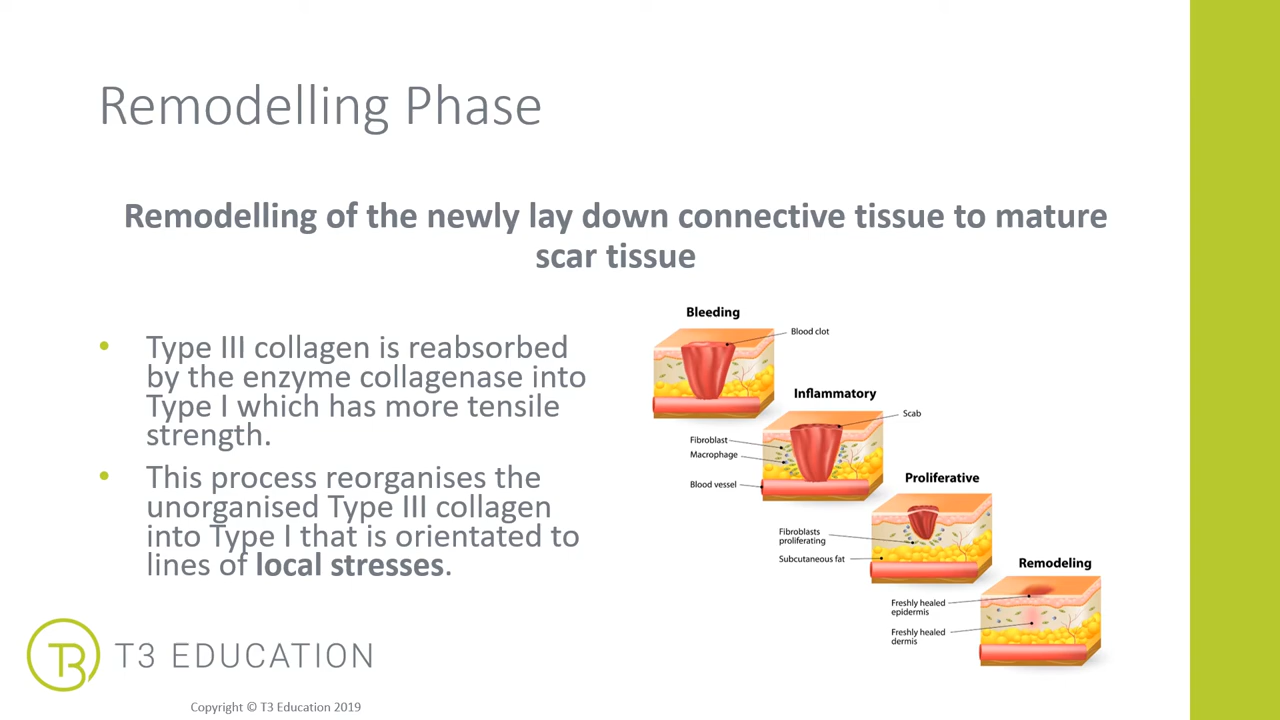 Remodelling Phase
Remodelling of the newly lay down connective tissue to mature
scar tissue
• Type III collagen is reabsorbed
by the enzyme collagenase into
Type I which has more tensile
strength.
• This process reorganises the
unorganised Type III collagen
into Type I that is orientated to
lines of local stresses.
Bleeding
Blood clot
Inflammatory
Scab
Fibroblast
Macrophage
Blood vessel
Proliferative
Fibroblasts
proliferating
Subcutaneous fat
Remodeling
Freshly healed
epidermis
Freshly healed
dermis
T3 T3 EDUCATION
Copyright © T3 Education 2019